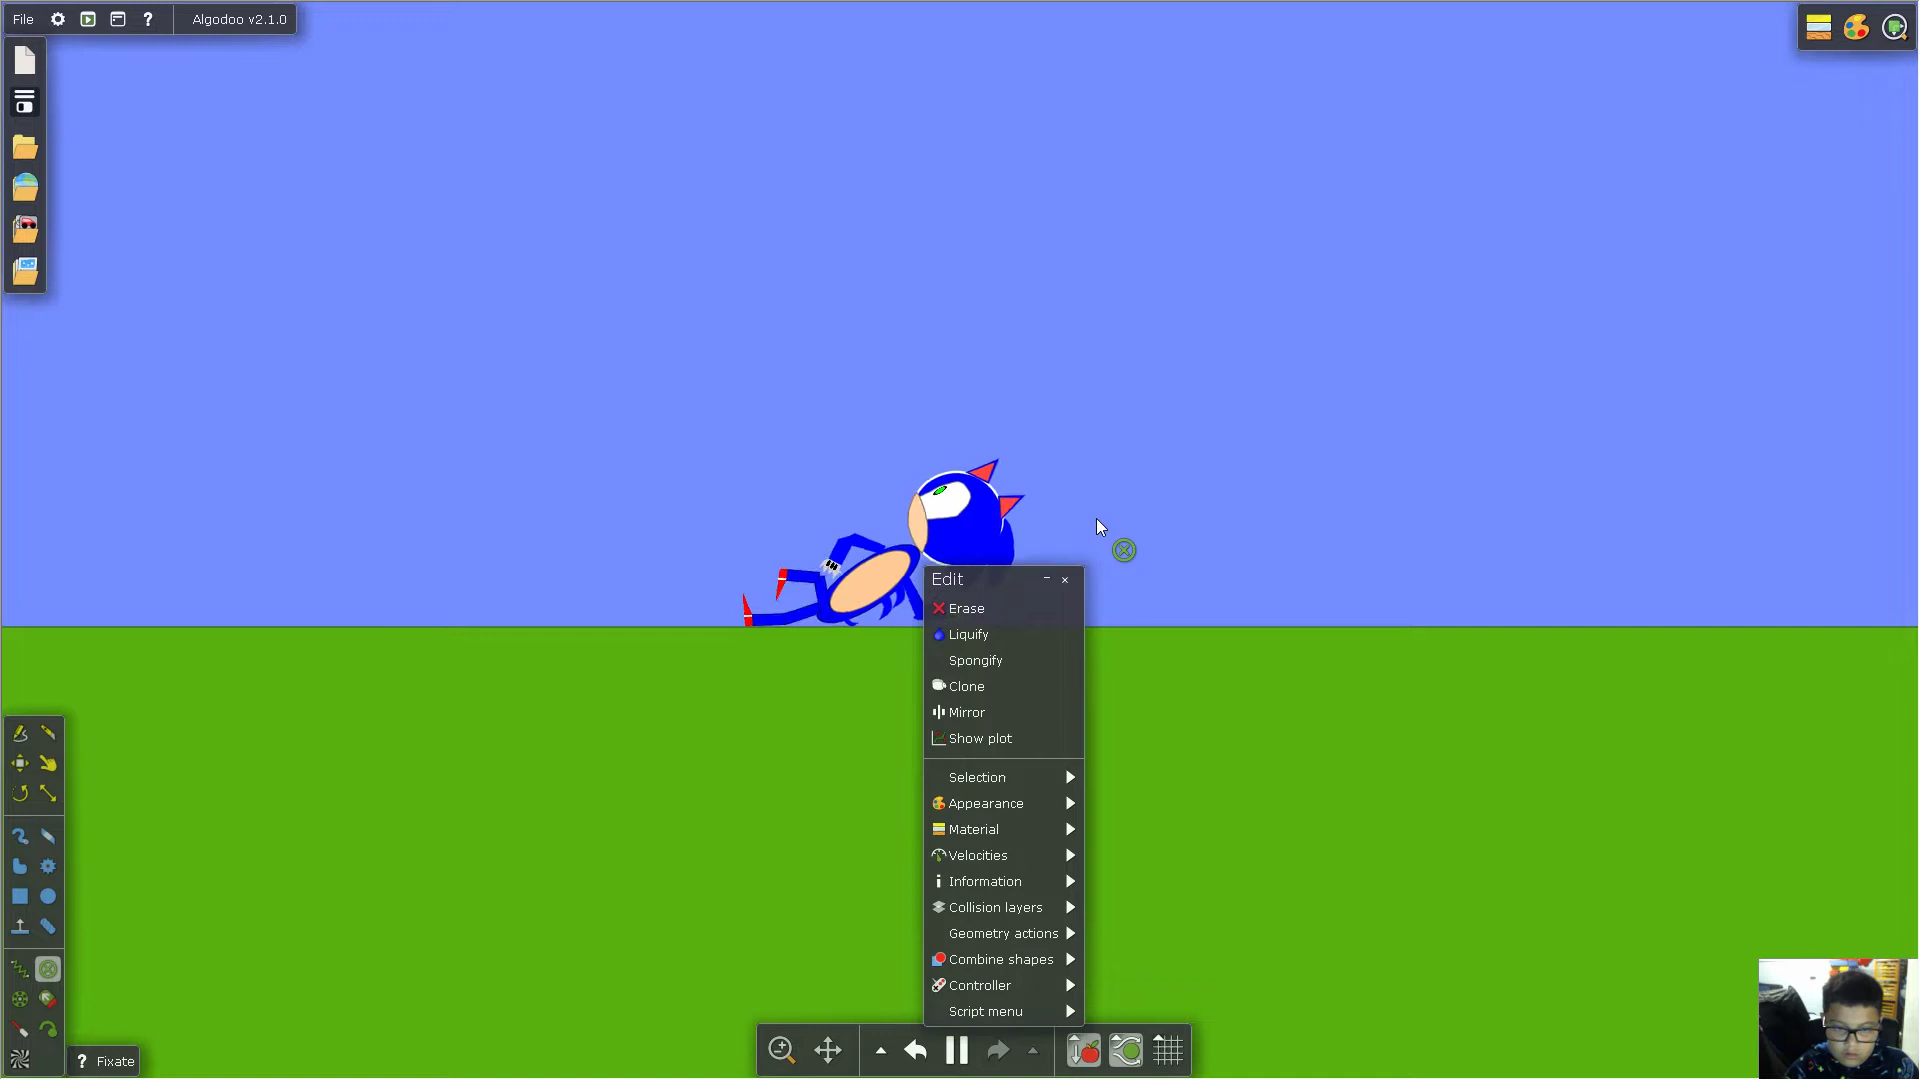 File ? Algodoo v2.1.0
Edit
Erase
Liquify
Spongify
Clone
Mirror
Show plot
Selection
Appearance
Material
Velocities
Information
Collision layers
Geometry actions
Combine shapes
Controller
Script menu
? Fixate